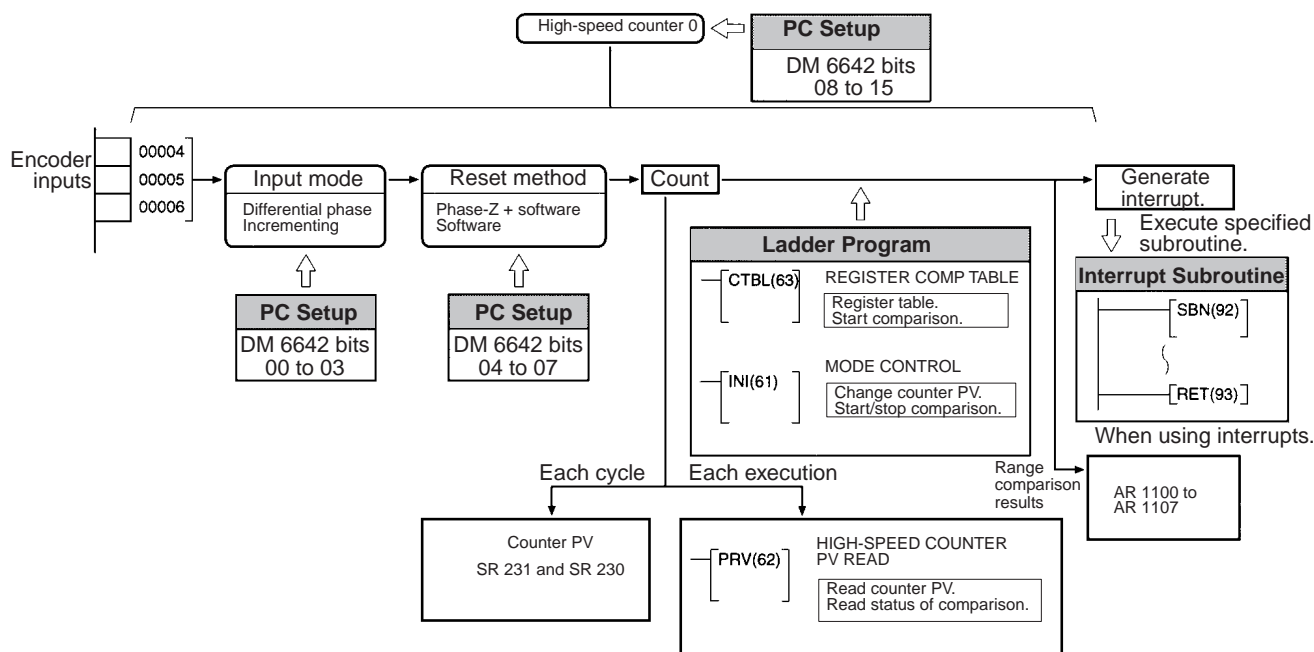 High-speed counter 0
PC Setup
DM 6642 bits
08 to 15
Encoder
inputs
00004
00005
00006
Input mode
Differential phase
Incrementing
Reset method
Phase-Z + software
Software
Count
Generate
interrupt.
Execute specified
subroutine.
PC Setup
DM 6642 bits
00 to 03
PC Setup
DM 6642 bits
04 to 07
Ladder Program
CTBL(63)
REGISTER COMP TABLE
Register table.
Start comparison.
INI(61)
MODE CONTROL
Change counter PV.
Start/stop comparison.
Interrupt Subroutine
SBN(92)
RET(93)
When using interrupts.
Each cycle
Each execution
Range
comparison
results
AR 1100 to
AR 1107
Counter PV
SR 231 and SR 230
PRV(62)
HIGH-SPEED COUNTER
PV READ
Read counter PV.
Read status of comparison.